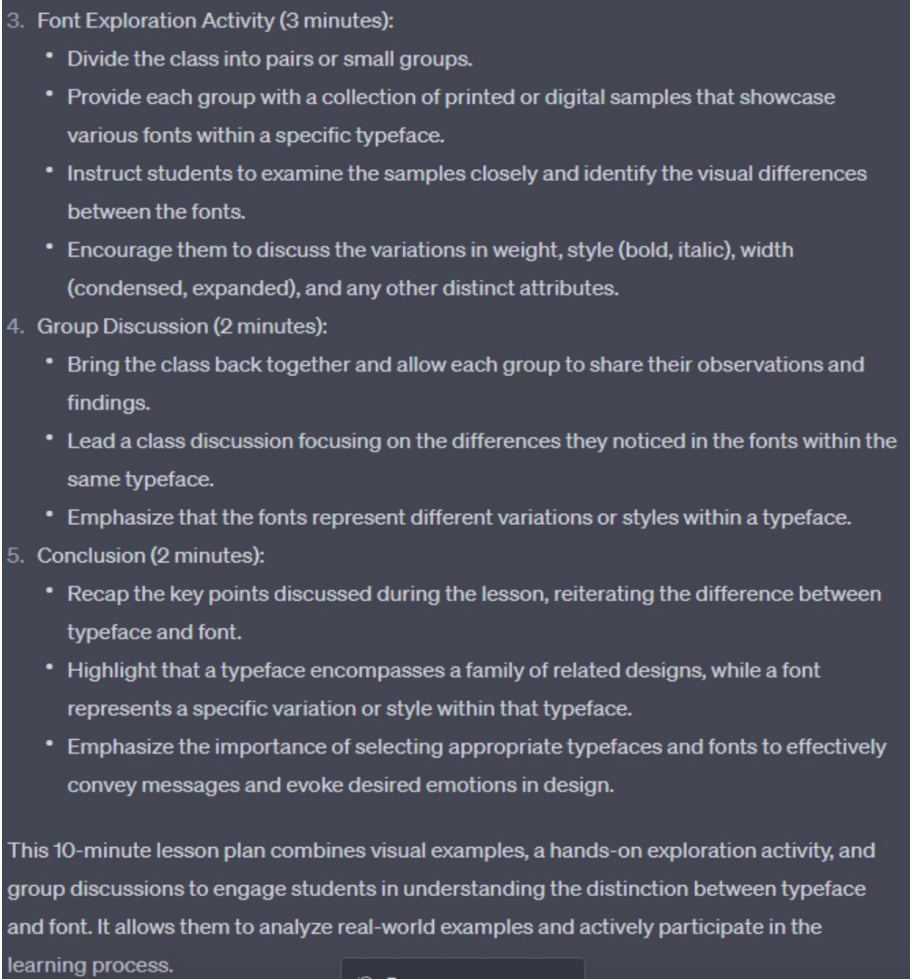 3. Font Exploration Activity (3 minutes):
• Divide the class into pairs or small groups.
• Provide each group with a collection of printed or digital samples that showcase
various fonts within a specific typeface.
• Instruct students to examine the samples closely and identify the visual differences
between the fonts.
• Encourage them to discuss the variations in weight, style (bold, italic), width
(condensed, expanded), and any other distinct attributes.
4. Group Discussion (2 minutes):
• Bring the class back together and allow each group to share their observations and
findings.
• Lead a class discussion focusing on the differences they noticed in the fonts within the
same typeface.
• Emphasize that the fonts represent different variations or styles within a typeface.
5. Conclusion (2 minutes):
• Recap the key points discussed during the lesson, reiterating the difference between
typeface and font.
• Highlight that a typeface encompasses a family of related designs, while a font
represents a specific variation or style within that typeface.
• Emphasize the importance of selecting appropriate typefaces and fonts to effectively
convey messages and evoke desired emotions in design.
This 10-minute lesson plan combines visual examples, a hands-on exploration activity, and
group discussions to engage students in understanding the distinction between typeface
and font. It allows them to analyze real-world examples and actively participate in the
learning process.